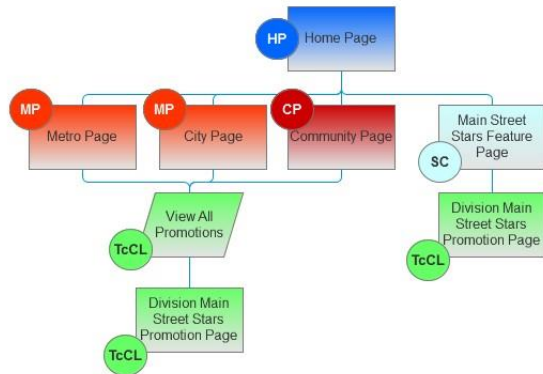 HP
Home Page
MP
Metro Page
MP
City Page
CP
Community Page
Main Street
Stars Feature
Page
SC
View All
Promotions
TcCL
Division Main
Street Stars
Promotion Page
TcCL
Division Main
Street Stars
Promotion Page
TcCL